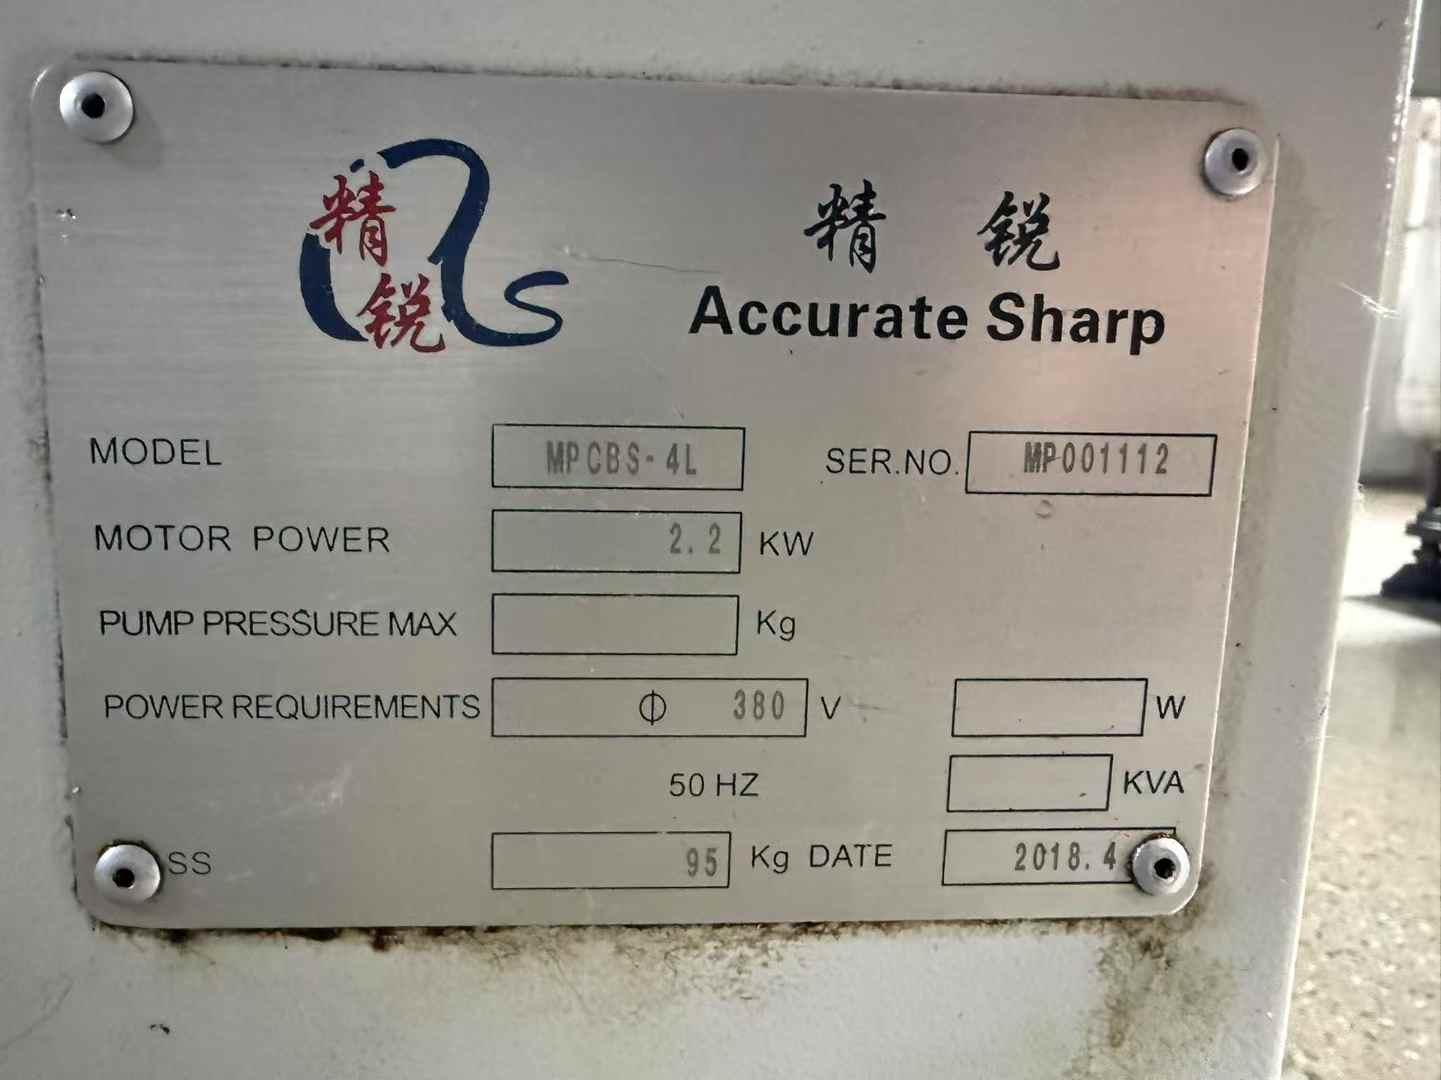 精
锐
s
精 锐
Accurate Sharp
MODEL MPCBS-4L SER.NO. MP001112
MOTOR POWER 2.2 KW
PUMP PRESSURE MAX Kg
POWER REQUIREMENTS Φ 380 V W
50 HZ KVA
SS 95 Kg DATE 2018.4